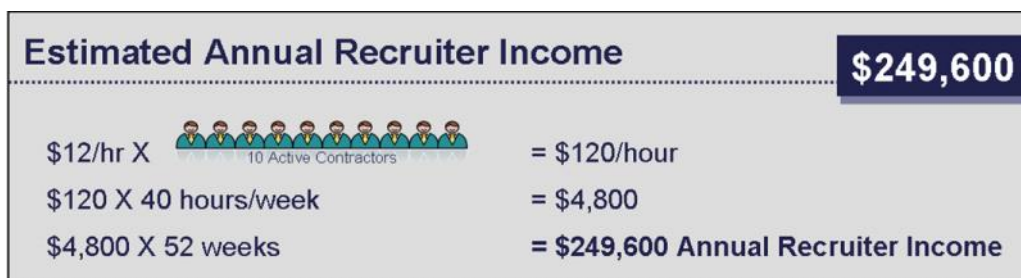 Estimated Annual Recruiter Income
$249,600
$12/hr X 10 Active Contractors = $120/hour
$120 X 40 hours/week = $4,800
$4,800 X 52 weeks = $249,600 Annual Recruiter Income